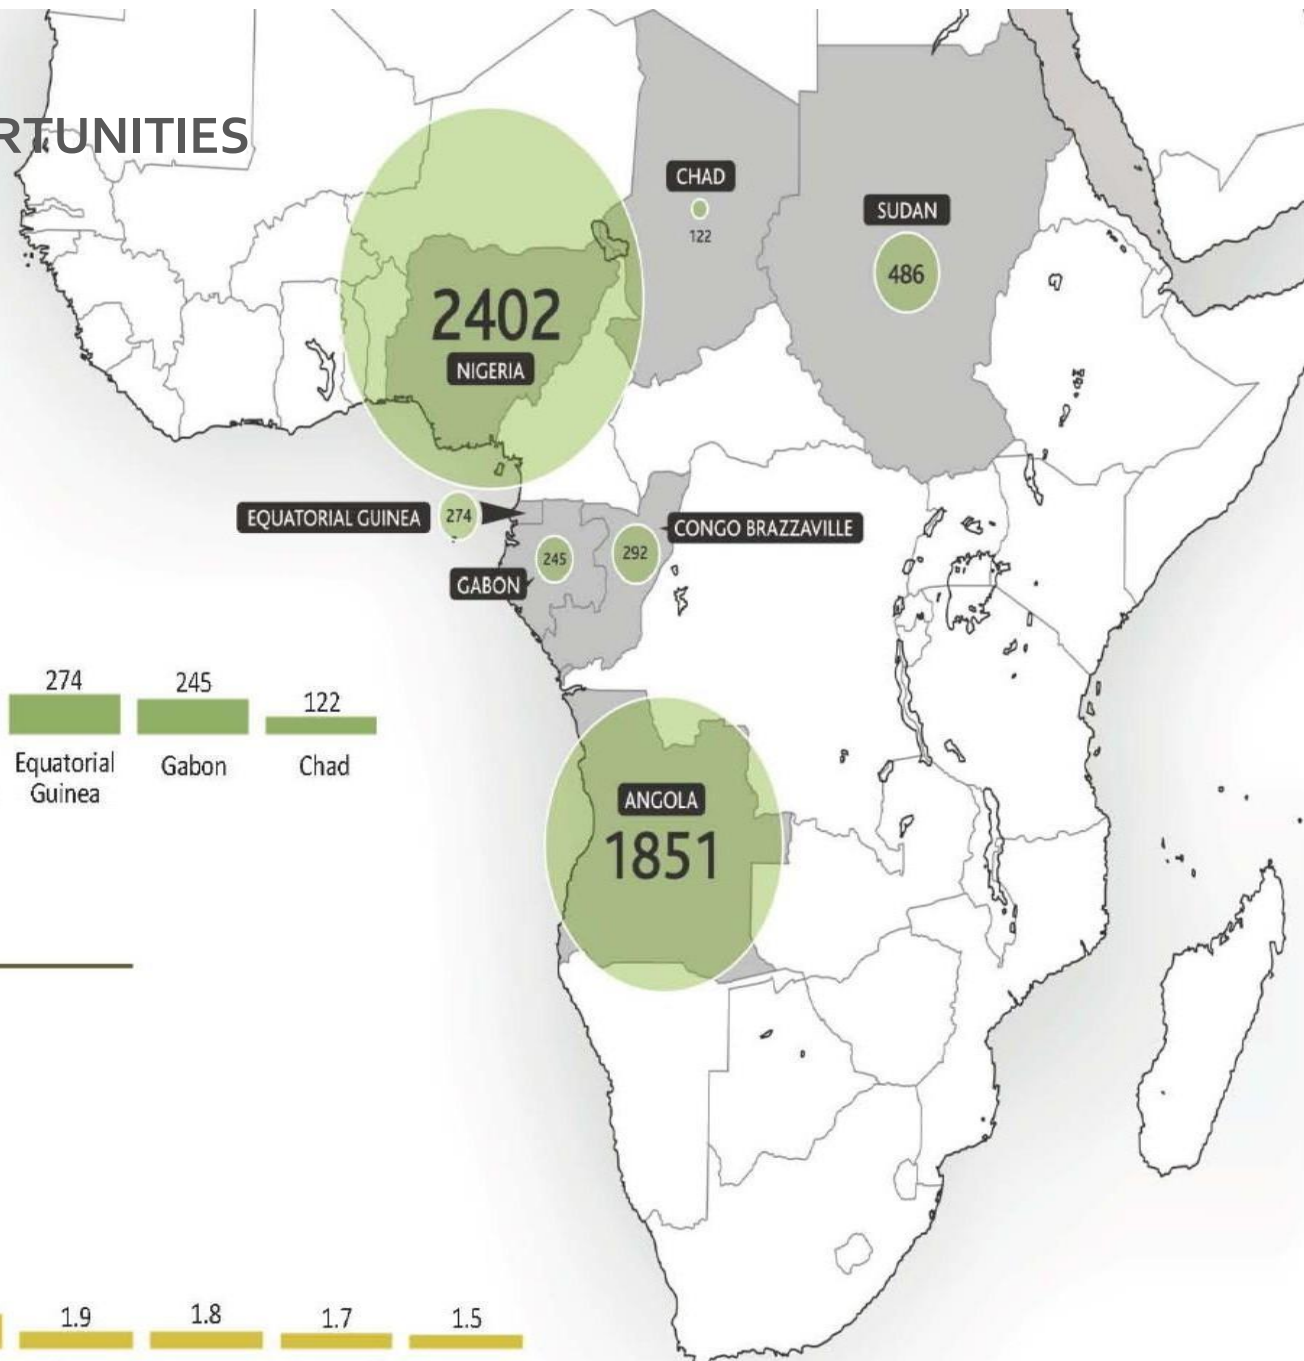 RTUNITIES
CHAD
122
SUDAN
486
2402
NIGERIA
EQUATORIAL GUINEA
274
CONGO BRAZZAVILLE
292
245
GABON
274
245
122
Equatorial
Guinea
Gabon
Chad
ANGOLA
1851
1.9
1.8
1.7
1.5